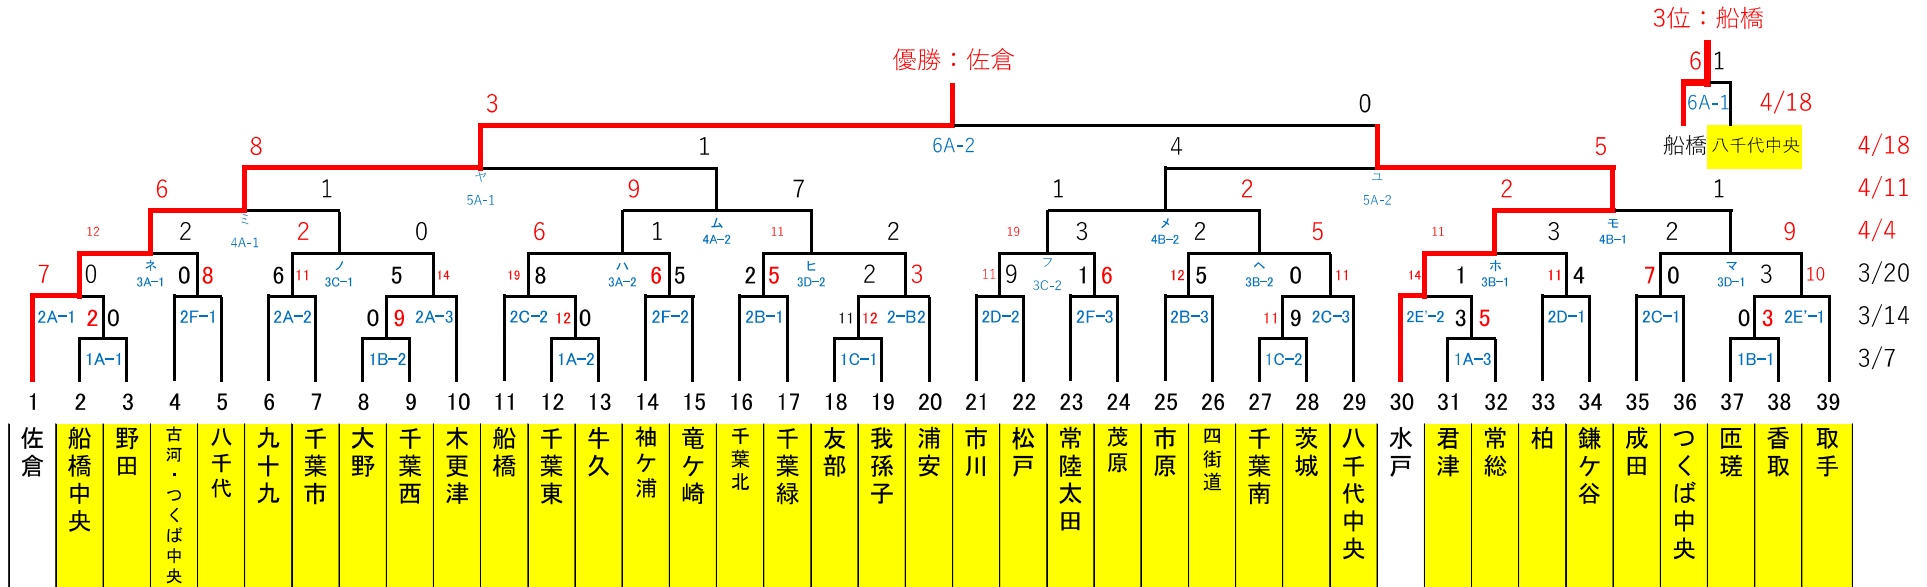 3位：船橋
優勝：佐倉
6 1
3 0
6A-1 4/18
8 1 6A-2 4 5 船橋 八千代中央 4/18
6 1 ヤ 9 7 1 2 ユ 2 1 4/11
5A-1 5A-2
12 2 ミ 2 0 6 1 ム 11 2 19 3 メ 2 5 11 3 モ 2 9 4/4
4A-1 4A-2 4B-2 4B-1
7 0 ネ 0 8 6 11 ノ 5 14 19 8 ハ 6 5 2 5 ヒ 2 3 11 9 フ 1 6 12 5 ヘ 0 11 14 1 ホ 11 4 7 0 マ 3 10 3/20
3A-1 3C-1 3A-2 3D-2 3C-2 3B-2 3B-1 3D-1
2A-1 2 0 2F-1 2A-2 0 9 2A-3 2C-2 12 0 2F-2 2B-1 11 12 2-B2 2D-2 2F-3 2B-3 11 9 2C-3 2E'-2 3 5 2D-1 2C-1 0 3 2E'-1 3/14
1A-1 1B-2 1A-2 1C-1 1C-2 1A-3 1B-1 3/7
1 2 3 4 5 6 7 8 9 10 11 12 13 14 15 16 17 18 19 20 21 22 23 24 25 26 27 28 29 30 31 32 33 34 35 36 37 38 39
佐倉
船橋中央
野田
古河・つくば中央
八千代
九十九
千葉市
大野
千葉西
木更津
船橋
千葉東
牛久
袖ケ浦
竜ケ崎
千葉北
千葉緑
友部
我孫子
浦安
市川
松戸
常陸太田
茂原
市原
四街道
千葉南
茨城
八千代中央
水戸
君津
常総
柏
鎌ケ谷
成田
つくば中央
匝瑳
香取
取手